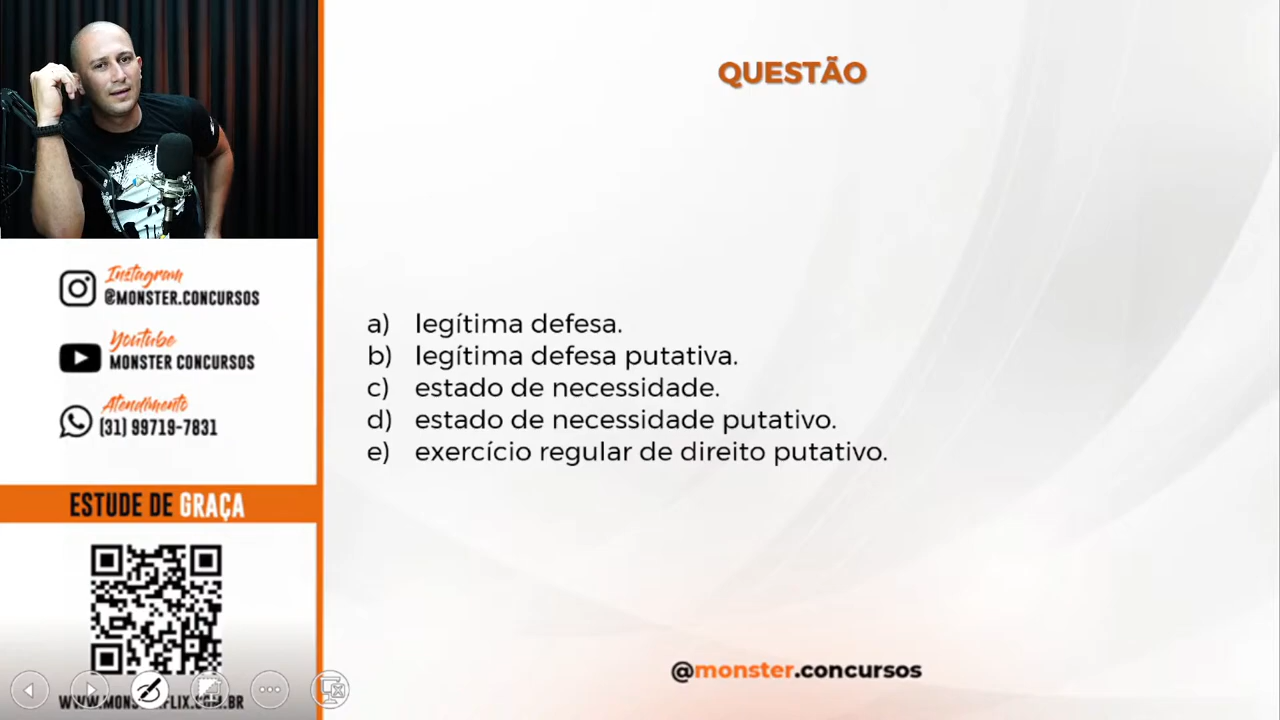 QUESTÃO
a) legítima defesa.
b) legítima defesa putativa.
c) estado de necessidade.
d) estado de necessidade putativo.
e) exercício regular de direito putativo.
@monster.concursos
Instagram
@MONSTER.CONCURSOS
Youtube
MONSTER CONCURSOS
Atendimento
(31) 99719-7831
ESTUDE DE GRAÇA